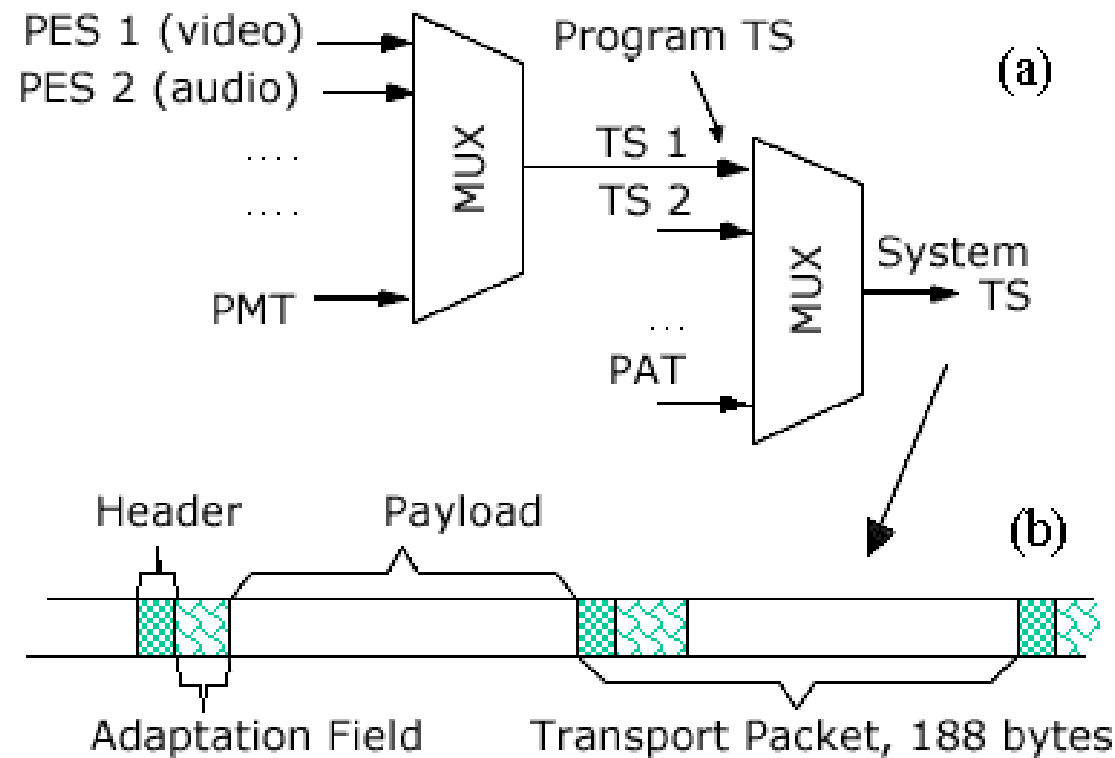 PES 1 (video)
PES 2 (audio)
....
....
PMT
MUX
Program TS
(a)
TS 1
TS 2
...
PAT
MUX
System
TS
Header
Payload
(b)
Adaptation Field
Transport Packet, 188 bytes